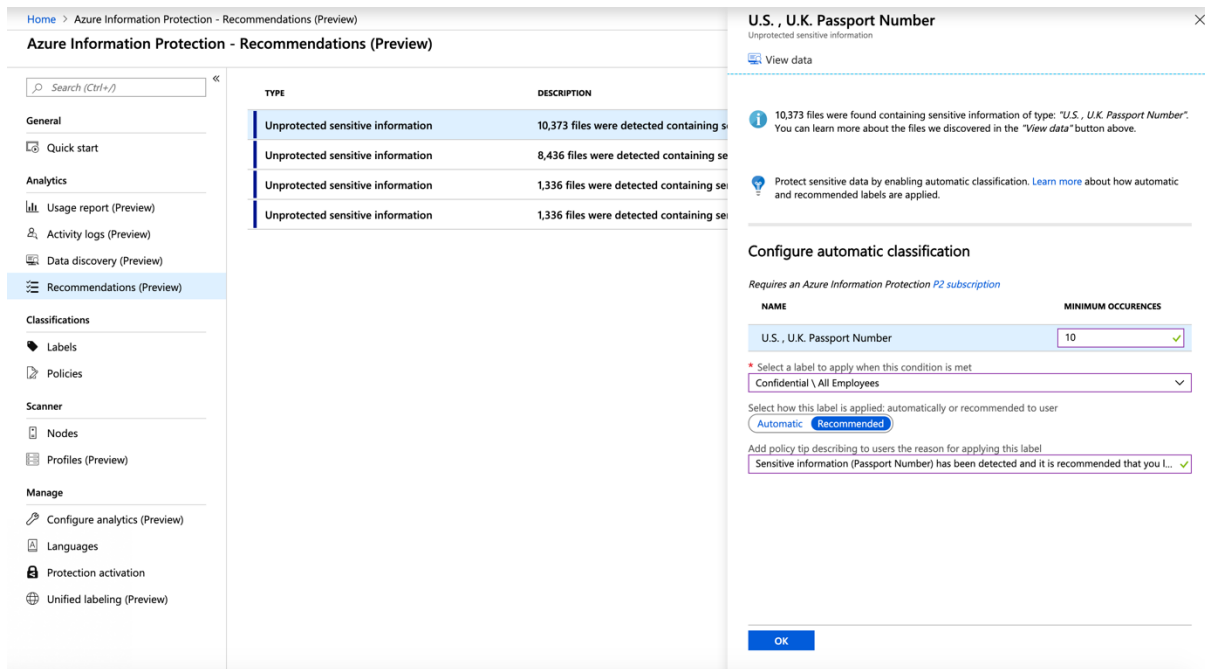 Home > Azure Information Protection - Recommendations (Preview)
Azure Information Protection - Recommendations (Preview)
Search (Ctrl+/)
«
General
Quick start
Analytics
Usage report (Preview)
Activity logs (Preview)
Data discovery (Preview)
Recommendations (Preview)
Classifications
Labels
Policies
Scanner
Nodes
Profiles (Preview)
Manage
Configure analytics (Preview)
Languages
Protection activation
Unified labeling (Preview)
TYPE DESCRIPTION
Unprotected sensitive information 10,373 files were detected containing s
Unprotected sensitive information 8,436 files were detected containing se
Unprotected sensitive information 1,336 files were detected containing se
Unprotected sensitive information 1,336 files were detected containing se
U.S. , U.K. Passport Number
Unprotected sensitive information
View data
10,373 files were found containing sensitive information of type: "U.S. , U.K. Passport Number".
You can learn more about the files we discovered in the "View data" button above.
Protect sensitive data by enabling automatic classification. Learn more about how automatic
and recommended labels are applied.
Configure automatic classification
Requires an Azure Information Protection P2 subscription
NAME MINIMUM OCCURENCES
U.S. , U.K. Passport Number 10
* Select a label to apply when this condition is met
Confidential \ All Employees
Select how this label is applied: automatically or recommended to user
Automatic Recommended
Add policy tip describing to users the reason for applying this label
Sensitive information (Passport Number) has been detected and it is recommended that you l...
OK